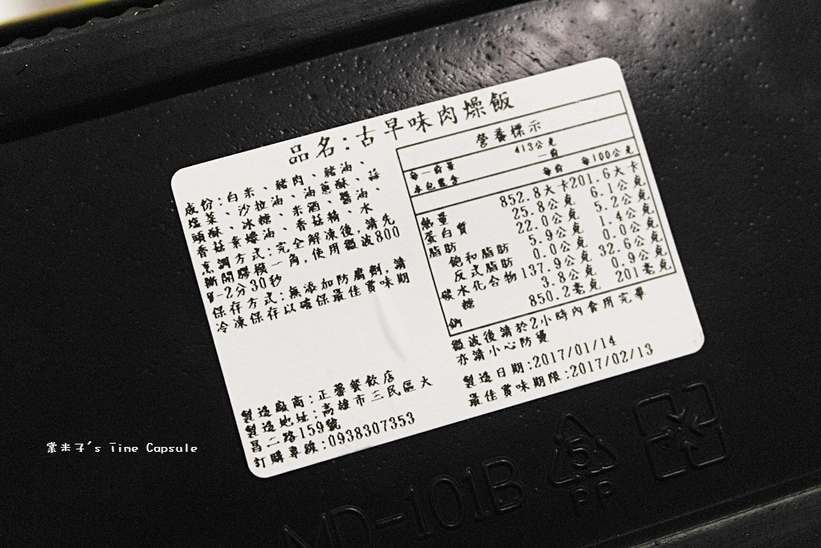 品名:古早味肉燥飯
成份:白米、豬肉、豬油、
鹽菜、沙拉油、油蔥酥、蒜
頭酥、冰糖、米酒、醬油、
香菇素蠔油、香菇精、水
烹調方式:完全解凍後,請先
撕開膠模一角,使用微波800
W-2分30秒
保存方式:無添加防腐劑,請
冷凍保存以確保最佳賞味期
製造廠商:正馨餐飲店
製造地址:高雄市三民區大
昌二路159號
訂購專線:0938307353
營養標示
每一份量 413公克
本包裝含 一份
每份 每100公克
熱量 852.8大卡 201.6大卡
蛋白質 25.8公克 6.1公克
脂肪 22.0公克 5.2公克
飽和脂肪 5.9公克 1.4公克
反式脂肪 0.0公克 0.0公克
碳水化合物 137.9公克 32.6公克
糖 3.8公克 0.9公克
鈉 850.2毫克 201毫克
微波後請於2小時內食用完畢
亦請小心防燙
製造日期:2017/01/14
最佳賞味期限:2017/02/13
MD-101B
5
PP
紫米子's Time Capsule